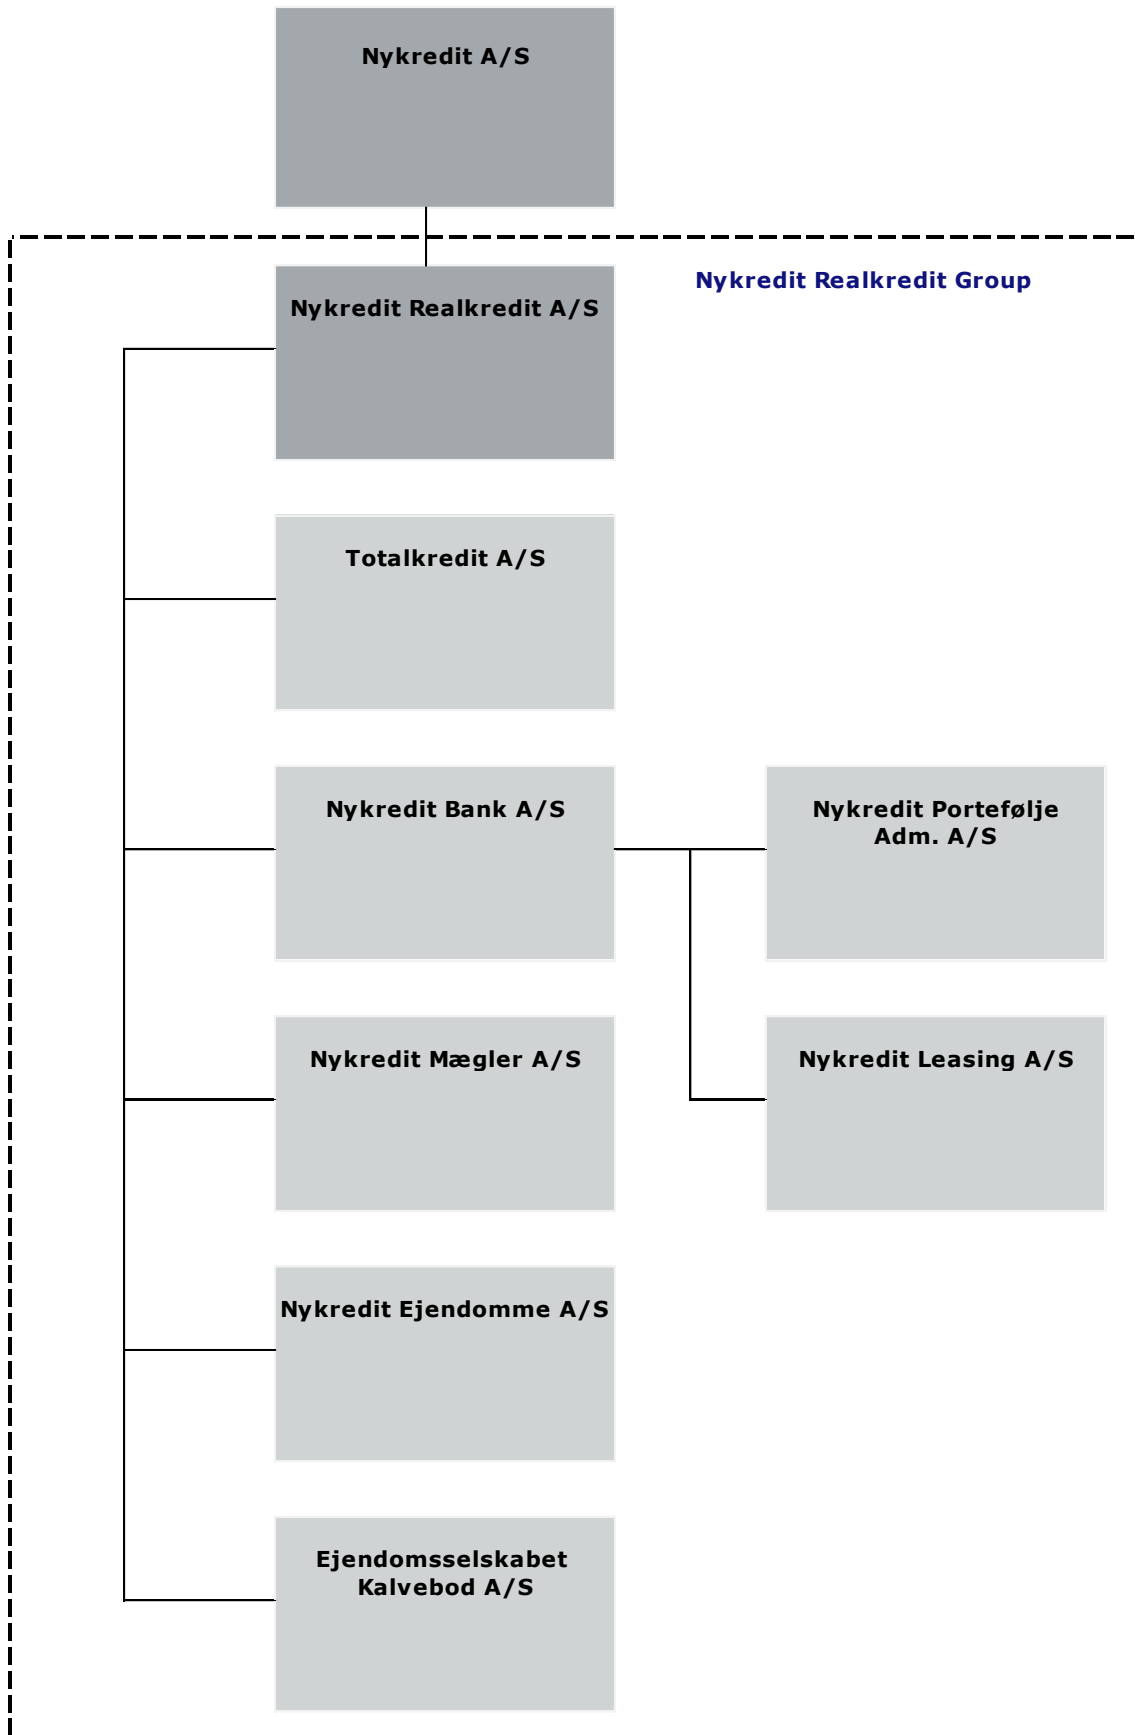 Nykredit A/S
Nykredit Realkredit Group
Nykredit Realkredit A/S
Totalkredit A/S
Nykredit Bank A/S
Nykredit Portefølje
Adm. A/S
Nykredit Mægler A/S
Nykredit Leasing A/S
Nykredit Ejendomme A/S
Ejendomsselskabet
Kalvebod A/S